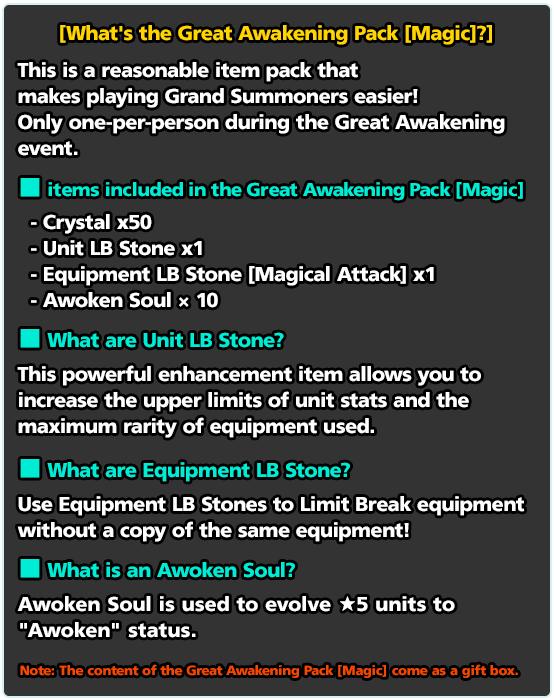 [What's the Great Awakening Pack [Magic]?]
This is a reasonable item pack that
makes playing Grand Summoners easier!
Only one-per-person during the Great Awakening
event.
■ items included in the Great Awakening Pack [Magic]
- Crystal x50
- Unit LB Stone x1
- Equipment LB Stone [Magical Attack] x1
- Awoken Soul × 10
■ What are Unit LB Stone?
This powerful enhancement item allows you to
increase the upper limits of unit stats and the
maximum rarity of equipment used.
■ What are Equipment LB Stone?
Use Equipment LB Stones to Limit Break equipment
without a copy of the same equipment!
■ What is an Awoken Soul?
Awoken Soul is used to evolve ★5 units to
"Awoken" status.
Note: The content of the Great Awakening Pack [Magic] come as a gift box.